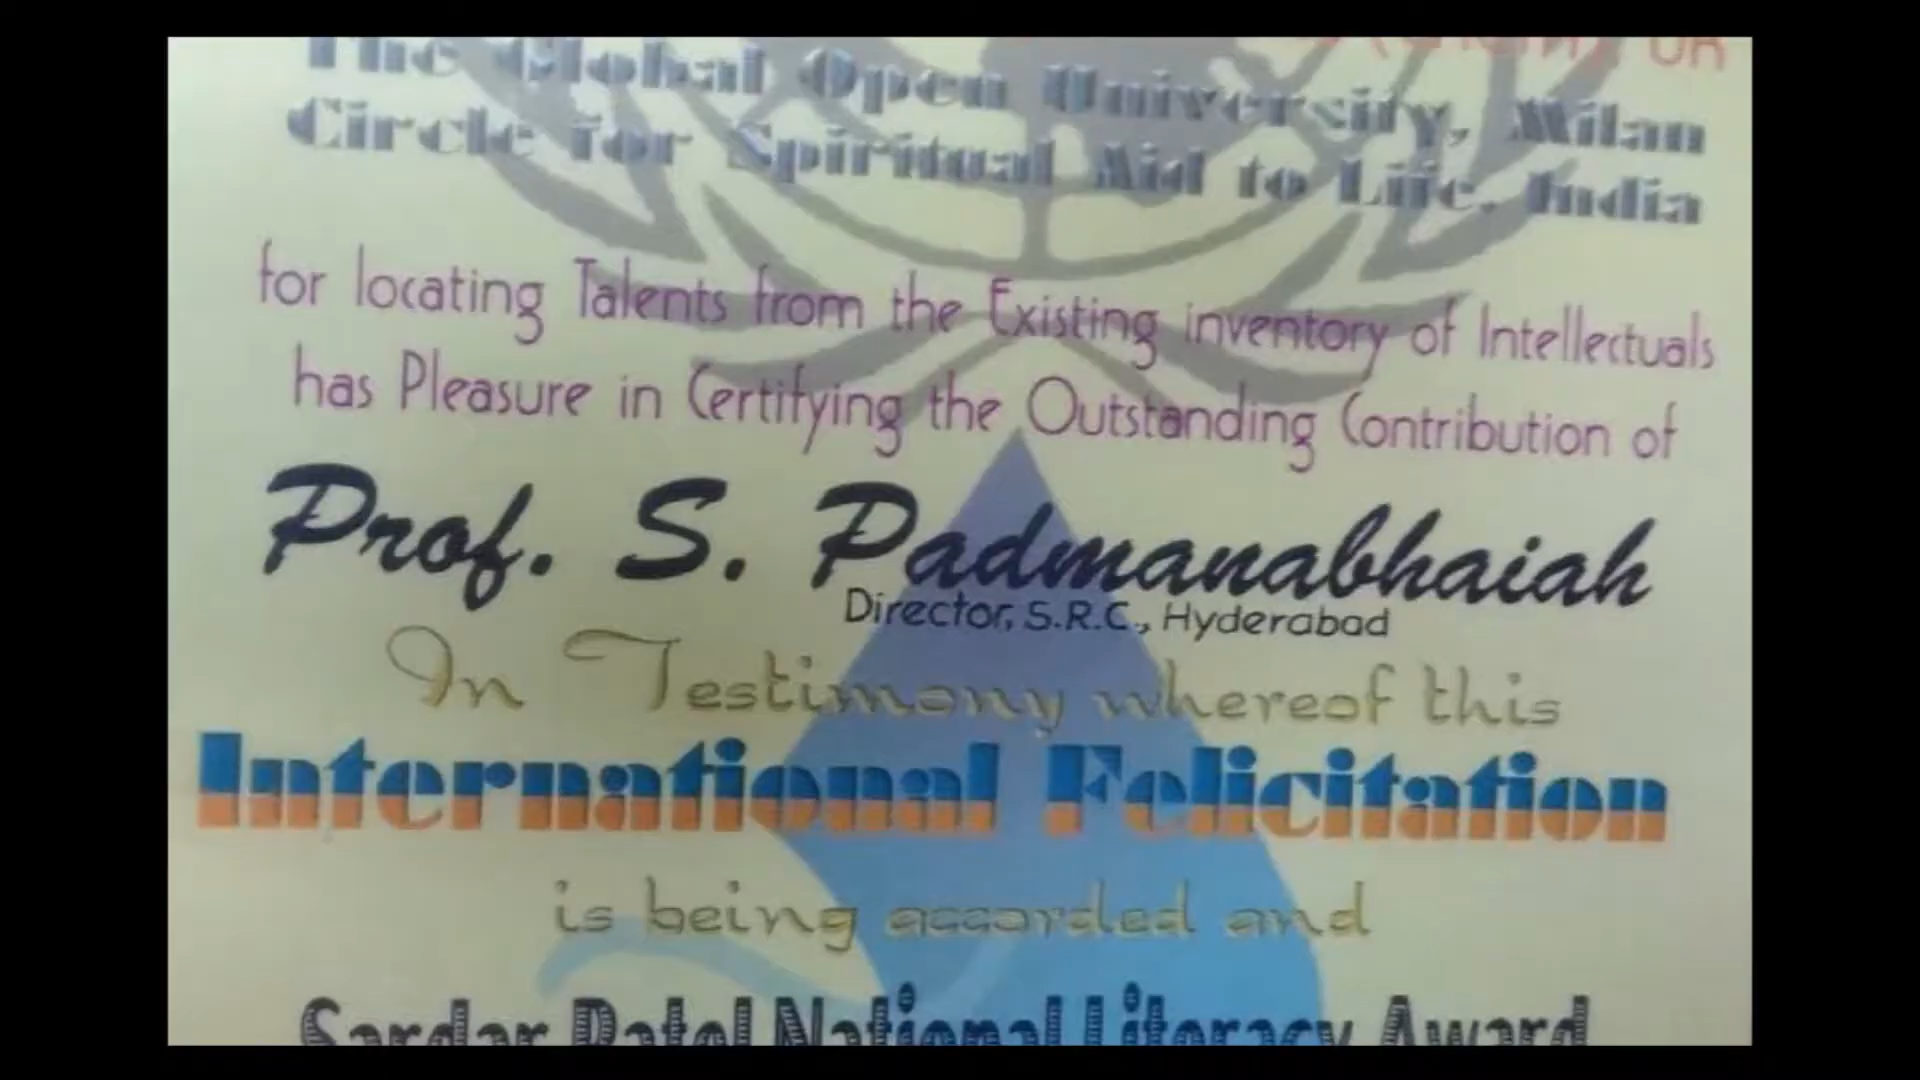 The Global Open University, Milan
Circle for Spiritual Aid to Life, India
for locating Talents from the Existing inventory of Intellectuals
has Pleasure in Certifying the Outstanding Contribution of
Prof. S. Padmanabhaiah
Director, S.R.C., Hyderabad
In Testimony whereof this
International Felicitation
is being accorded and
Sardar Patel National Literacy Award